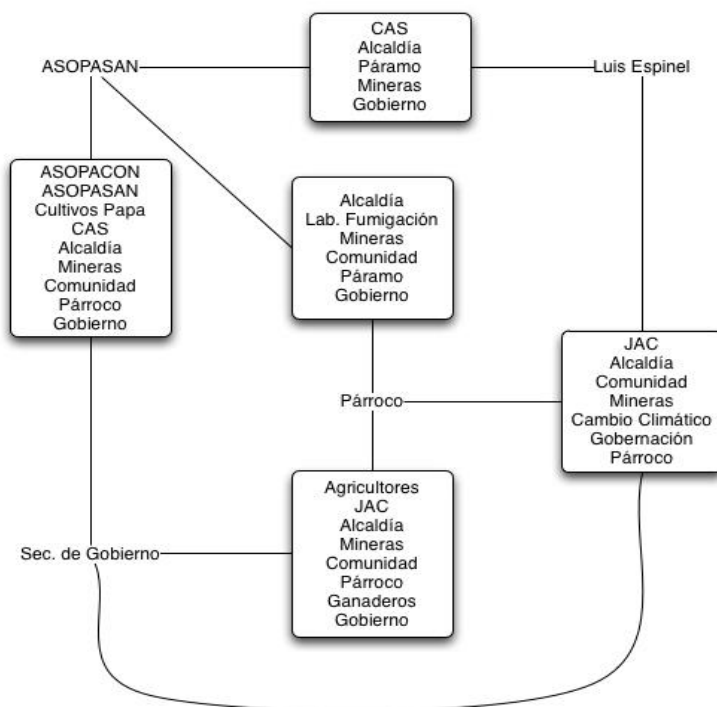 CAS
Alcaldía
Páramo
Mineras
Gobierno
ASOPASAN
Luis Espinel
ASOPACON
ASOPASAN
Cultivos Papa
CAS
Alcaldía
Mineras
Comunidad
Párroco
Gobierno
Alcaldía
Lab. Fumigación
Mineras
Comunidad
Páramo
Gobierno
JAC
Alcaldía
Comunidad
Mineras
Cambio Climático
Gobernación
Párroco
Párroco
Agricultores
JAC
Alcaldía
Mineras
Comunidad
Párroco
Ganaderos
Gobierno
Sec. de Gobierno